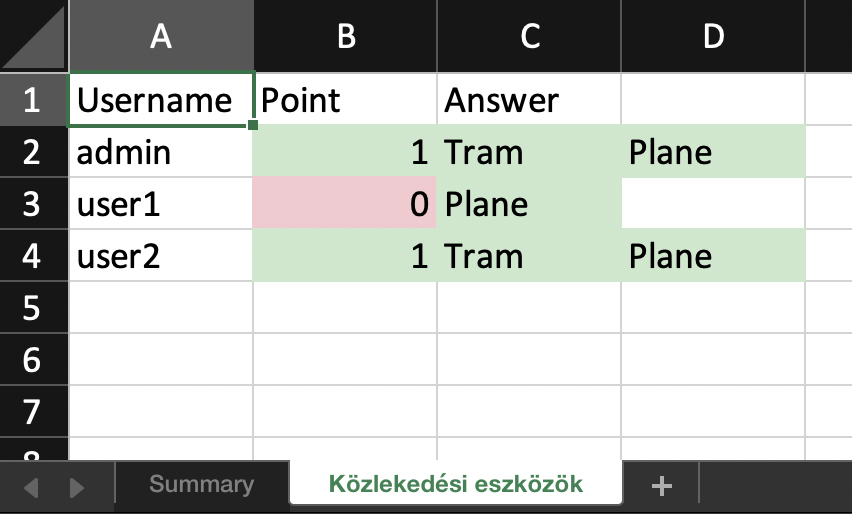 A B C D
1 Username Point Answer
2 admin 1 Tram Plane
3 user1 0 Plane
4 user2 1 Tram Plane
5
6
7
8
Summary Közlekedési eszközök +